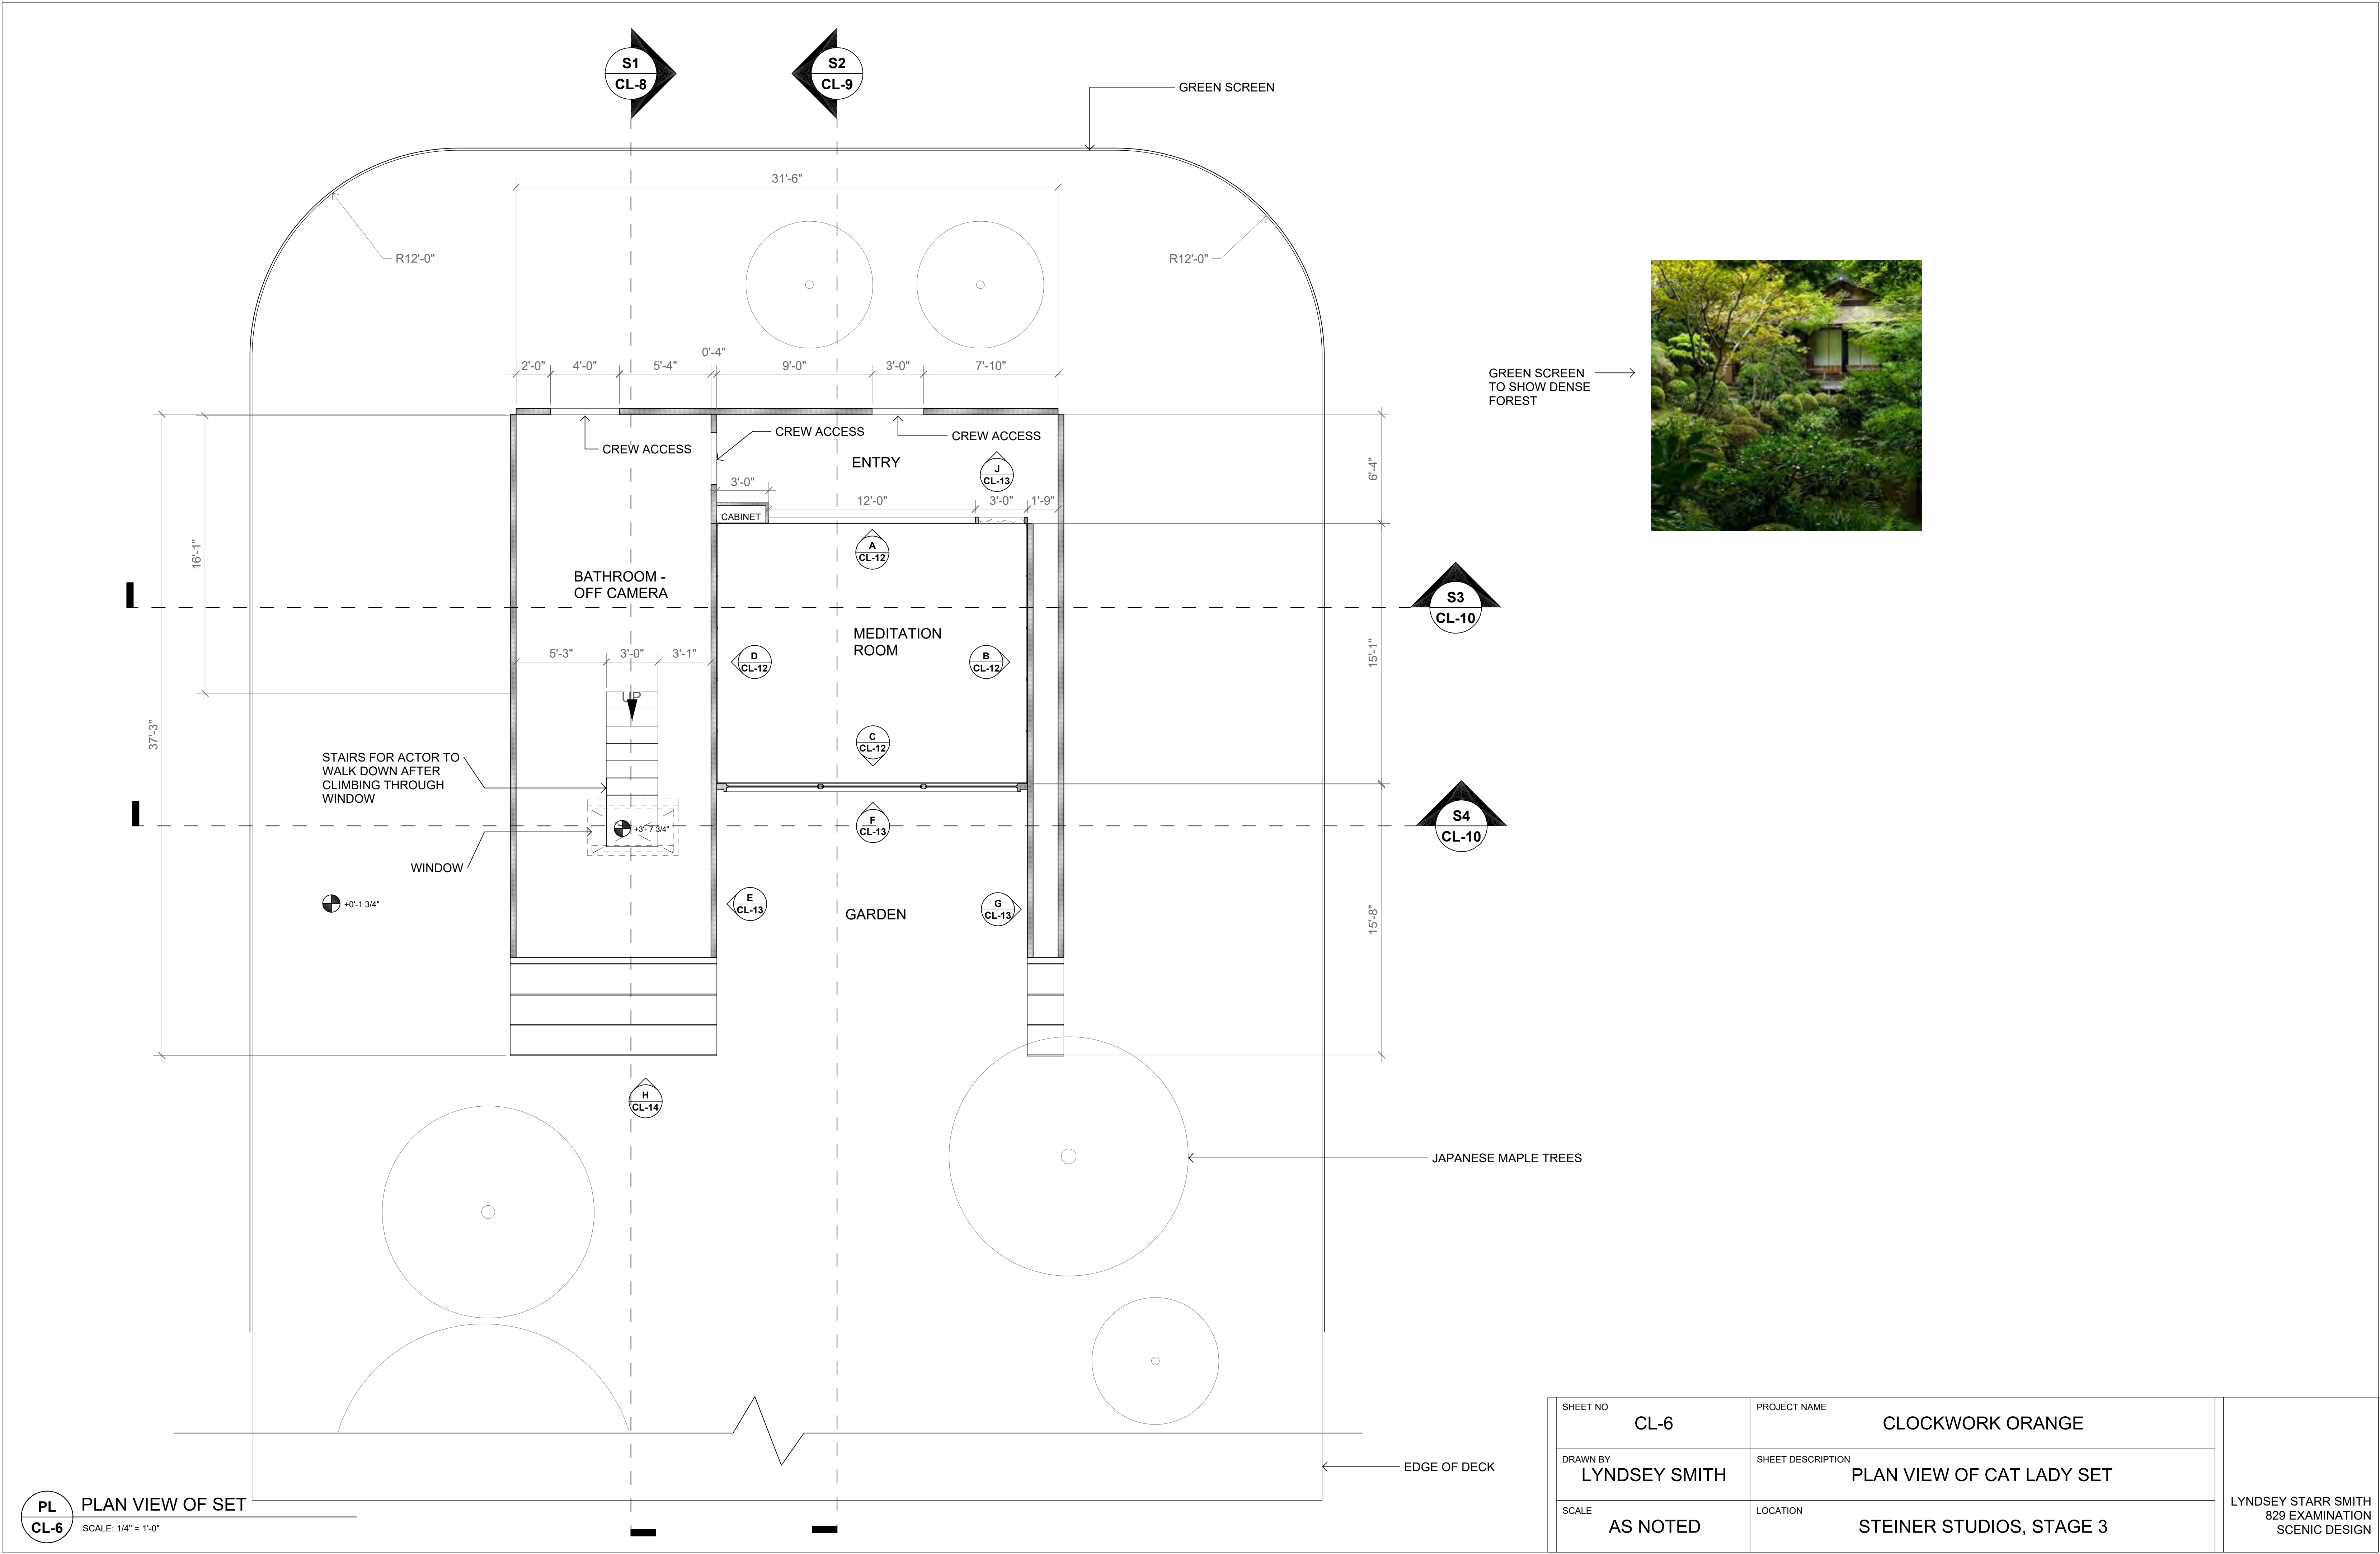 S1
CL-8
S2
CL-9
GREEN SCREEN
31'-6"
R12'-0"
R12'-0"
0'-4"
2'-0"
4'-0"
5'-4"
9'-0"
3'-0"
7'-10"
GREEN SCREEN
TO SHOW DENSE
FOREST
CREW ACCESS
CREW ACCESS
CREW ACCESS
ENTRY
J
CL-13
6'-4"
3'-0"
12'-0"
3'-0"
1'-9"
CABINET
16'-1"
A
CL-12
BATHROOM -
OFF CAMERA
S3
CL-10
MEDITATION
ROOM
15'-1"
5'-3"
3'-0"
3'-1"
D
CL-12
B
CL-12
UP
37'-3"
C
CL-12
STAIRS FOR ACTOR TO
WALK DOWN AFTER
CLIMBING THROUGH
WINDOW
+3'- 7 3/4"
F
CL-13
S4
CL-10
WINDOW
+0'-1 3/4"
E
CL-13
GARDEN
G
CL-13
15'-8"
H
CL-14
JAPANESE MAPLE TREES
EDGE OF DECK
PL
CL-6
PLAN VIEW OF SET
SCALE: 1/4" = 1'-0"
SHEET NO
CL-6
PROJECT NAME
CLOCKWORK ORANGE
DRAWN BY
LYNDSEY SMITH
SHEET DESCRIPTION
PLAN VIEW OF CAT LADY SET
SCALE
AS NOTED
LOCATION
STEINER STUDIOS, STAGE 3
LYNDSEY STARR SMITH
829 EXAMINATION
SCENIC DESIGN